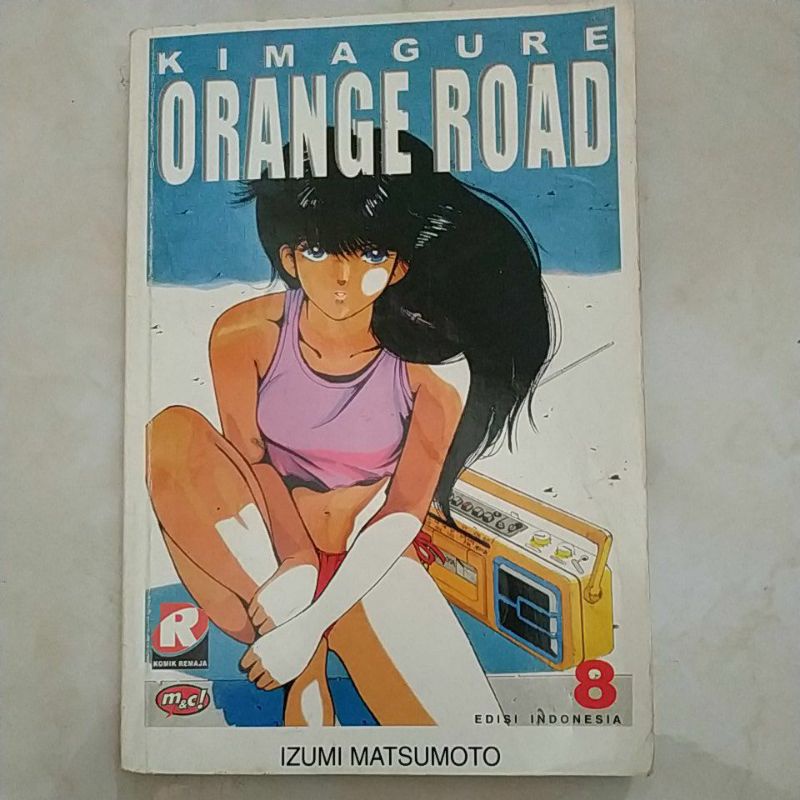 KIMAGURE
ORANGE ROAD
R
KOMIK REMAJA
m&c!
8
EDISI INDONESIA
IZUMI MATSUMOTO